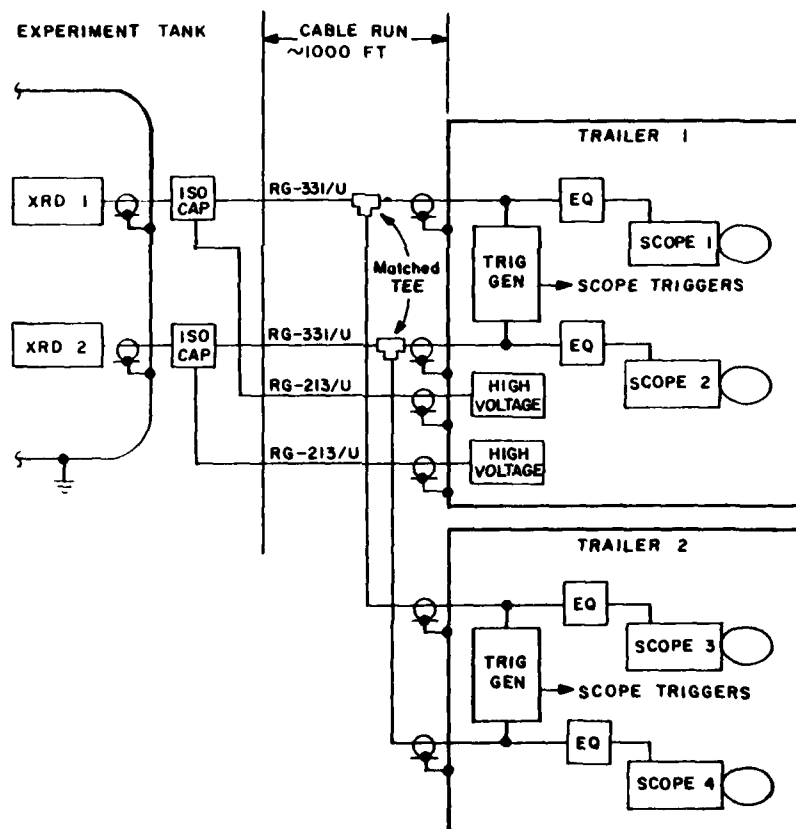 EXPERIMENT TANK
CABLE RUN
~1000 FT
TRAILER 1
XRD 1
ISO
CAP
RG-331/U
EQ
SCOPE 1
Matched
TEE
TRIG
GEN
SCOPE TRIGGERS
XRD 2
ISO
CAP
RG-331/U
EQ
SCOPE 2
RG-213/U
HIGH
VOLTAGE
RG-213/U
HIGH
VOLTAGE
TRAILER 2
EQ
SCOPE 3
TRIG
GEN
SCOPE TRIGGERS
EQ
SCOPE 4